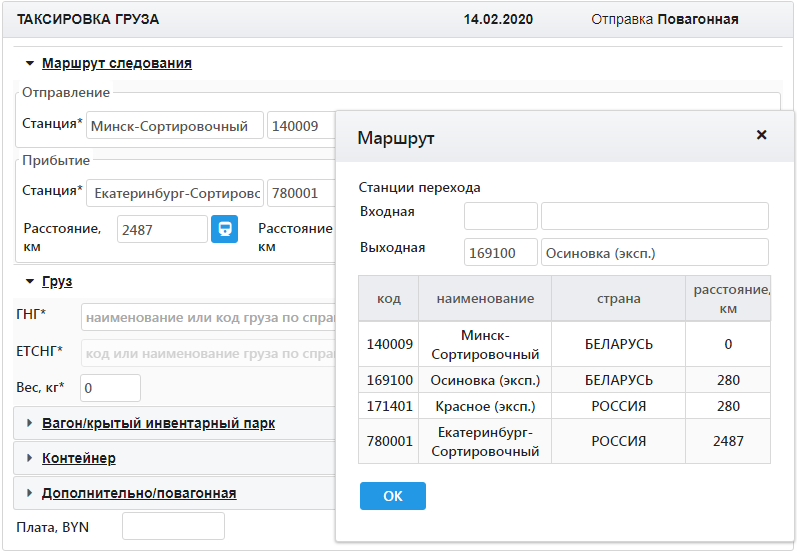 ТАКСИРОВКА ГРУЗА 14.02.2020 Отправка Повагонная
Маршрут следования
Отправление
Станция* Минск-Сортировочный 140009
Прибытие
Станция* Екатеринбург-Сортирово 780001
Расстояние, км 2487 Расстояние км
Груз
ГНГ* наименование или код груза по спра
ЕТСНГ* код или наименование груза по спр
Вес, кг* 0
Вагон/крытый инвентарный парк
Контейнер
Дополнительно/повагонная
Плата, BYN
Маршрут ×
Станции перехода
Входная
Выходная 169100 Осиновка (эксп.)
код наименование страна расстояние, км
140009 Минск-Сортировочный БЕЛАРУСЬ 0
169100 Осиновка (эксп.) БЕЛАРУСЬ 280
171401 Красное (эксп.) РОССИЯ 280
780001 Екатеринбург-Сортировочный РОССИЯ 2487
OK